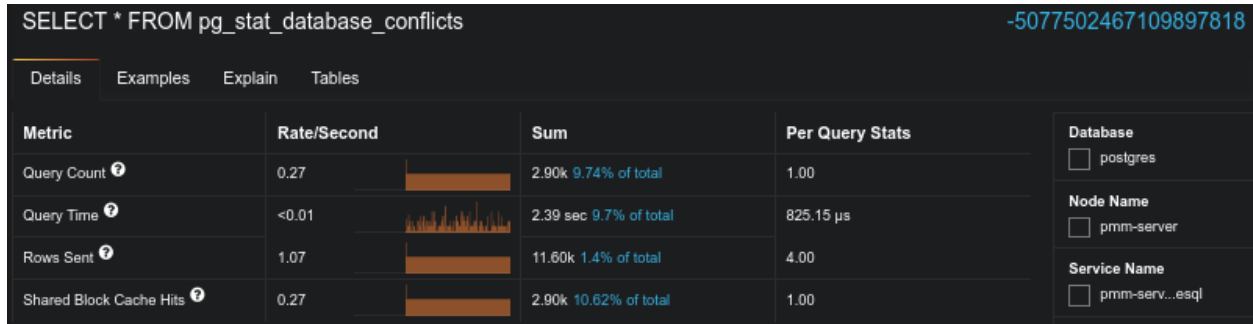 SELECT * FROM pg_stat_database_conflicts -5077502467109897818
Details Examples Explain Tables
Metric Rate/Second Sum Per Query Stats
Query Count ? 0.27 2.90k 9.74% of total 1.00
Query Time ? <0.01 2.39 sec 9.7% of total 825.15 µs
Rows Sent ? 1.07 11.60k 1.4% of total 4.00
Shared Block Cache Hits ? 0.27 2.90k 10.62% of total 1.00
Database
postgres
Node Name
pmm-server
Service Name
pmm-serv...esql